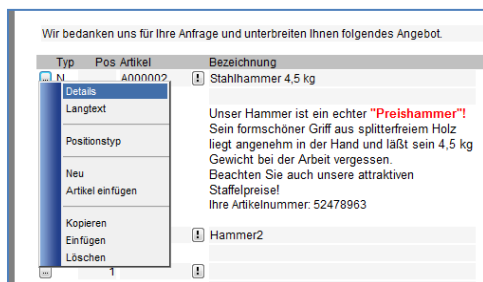 Wir bedanken uns für Ihre Anfrage und unterbreiten Ihnen folgendes Angebot.
Typ Pos Artikel Bezeichnung
... N A000002 ! Stahlhammer 4,5 kg
Details
Langtext
Positionstyp
Neu
Artikel einfügen
Kopieren
Einfügen
Löschen
Unser Hammer ist ein echter "Preishammer"!
Sein formschöner Griff aus splitterfreiem Holz
liegt angenehm in der Hand und läßt sein 4,5 kg
Gewicht bei der Arbeit vergessen.
Beachten Sie auch unsere attraktiven
Staffelpreise!
Ihre Artikelnummer: 52478963
! Hammer2
... 1 !